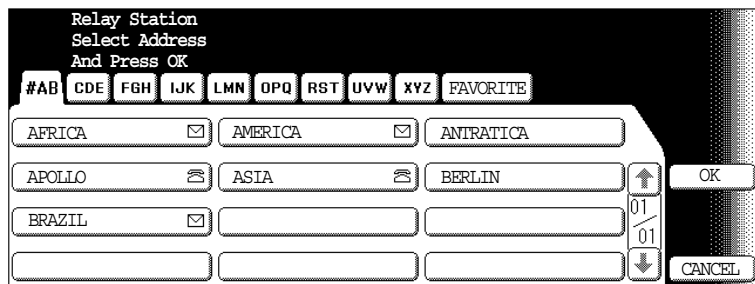 Relay Station
Select Address
And Press OK
#AB CDE FGH IJK LMN OPQ RST UVW XYZ FAVORITE
AFRICA AMERICA ANTRATICA
APOLLO ASIA BERLIN OK
BRAZIL 01
/01
CANCEL